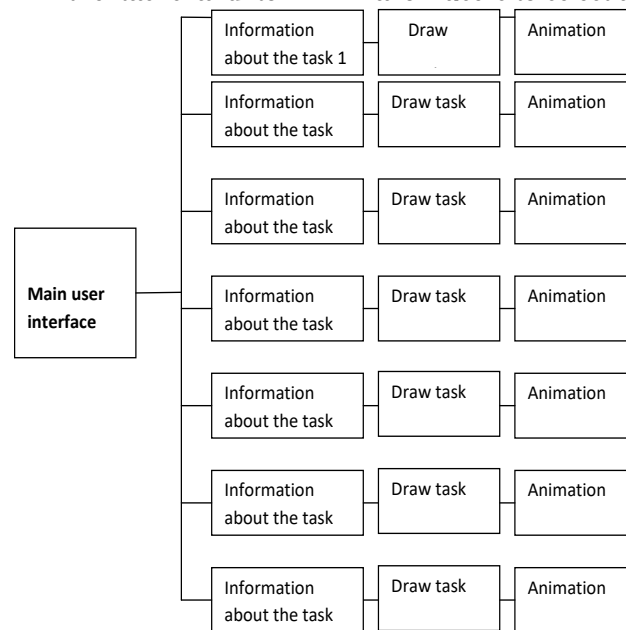 Information
about the task 1
Draw
Animation
Information
about the task
Draw task
Animation
Information
about the task
Draw task
Animation
Main user
interface
Information
about the task
Draw task
Animation
Information
about the task
Draw task
Animation
Information
about the task
Draw task
Animation
Information
about the task
Draw task
Animation